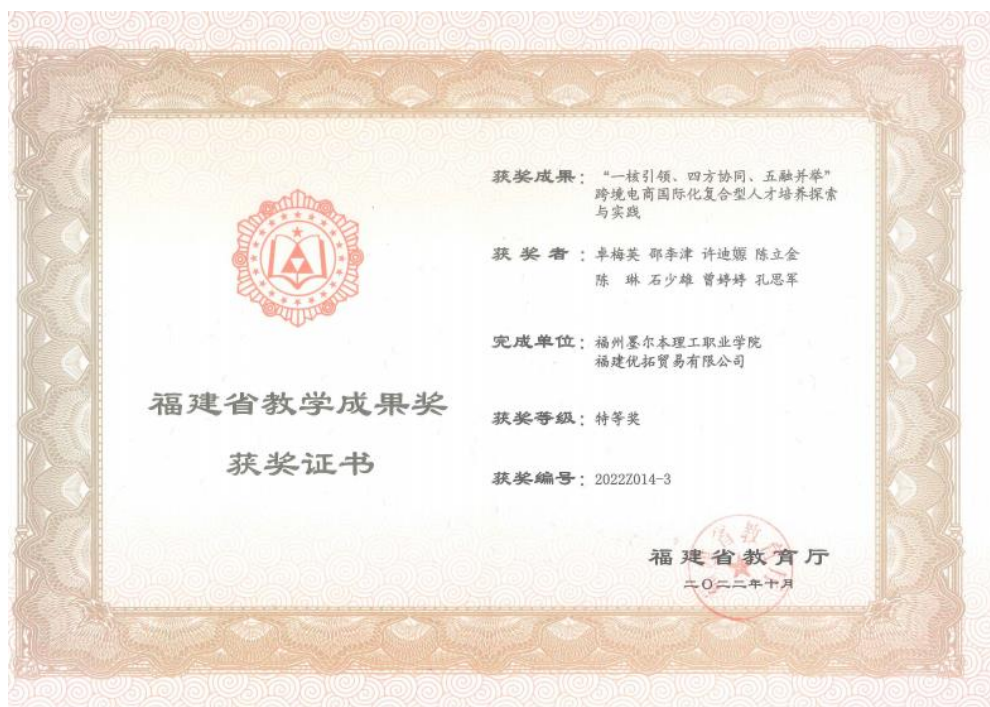 福建省教学成果奖
获奖证书
获奖成果：“一核引领、四方协同、五融并举”
跨境电商国际化复合型人才培养探索
与实践
获奖者：卓梅英 邵李津 许迪嫄 陈立金
陈 琳 石少雄 曾婷婷 孔思军
完成单位：福州墨尔本理工职业学院
福建优拓贸易有限公司
获奖等级：特等奖
获奖编号：2022Z014-3
福建省教育厅
二〇二二年十月